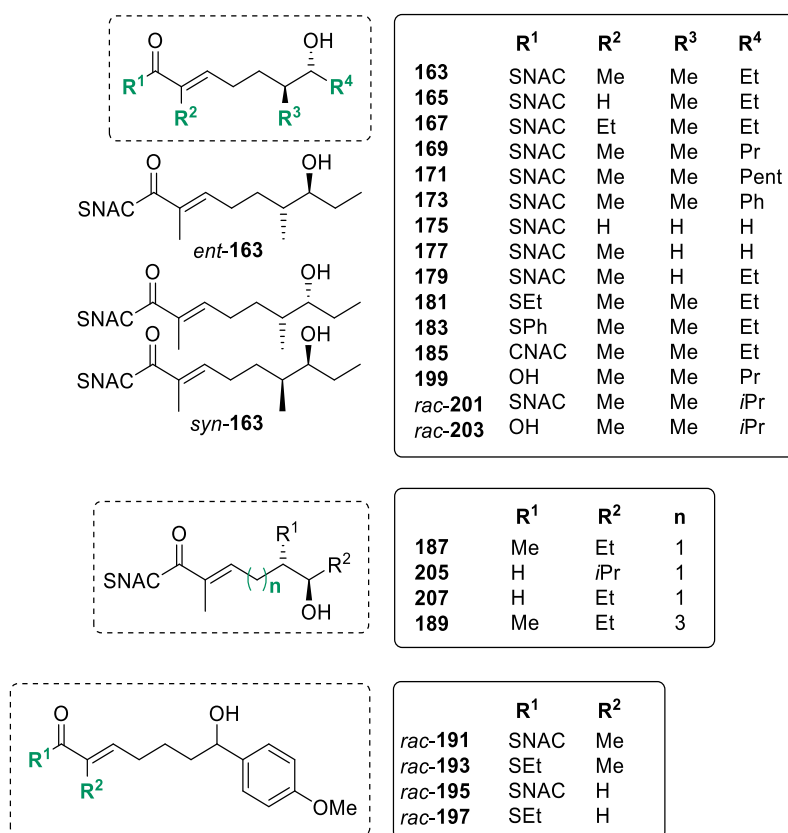 O
OH
R¹
R²
R³
R⁴
O
OH
SNAC
ent-163
O
OH
SNAC
O
OH
SNAC
syn-163
R¹ R² R³ R⁴
163 SNAC Me Me Et
165 SNAC H Me Et
167 SNAC Et Me Et
169 SNAC Me Me Pr
171 SNAC Me Me Pent
173 SNAC Me Me Ph
175 SNAC H H H
177 SNAC Me H H
179 SNAC Me H Et
181 SEt Me Me Et
183 SPh Me Me Et
185 CNAC Me Me Et
199 OH Me Me Pr
rac-201 SNAC Me Me iPr
rac-203 OH Me Me iPr
O
R¹
R²
SNAC
( )n
OH
R¹ R² n
187 Me Et 1
205 H iPr 1
207 H Et 1
189 Me Et 3
O
OH
R¹
R²
OMe
R¹ R²
rac-191 SNAC Me
rac-193 SEt Me
rac-195 SNAC H
rac-197 SEt H